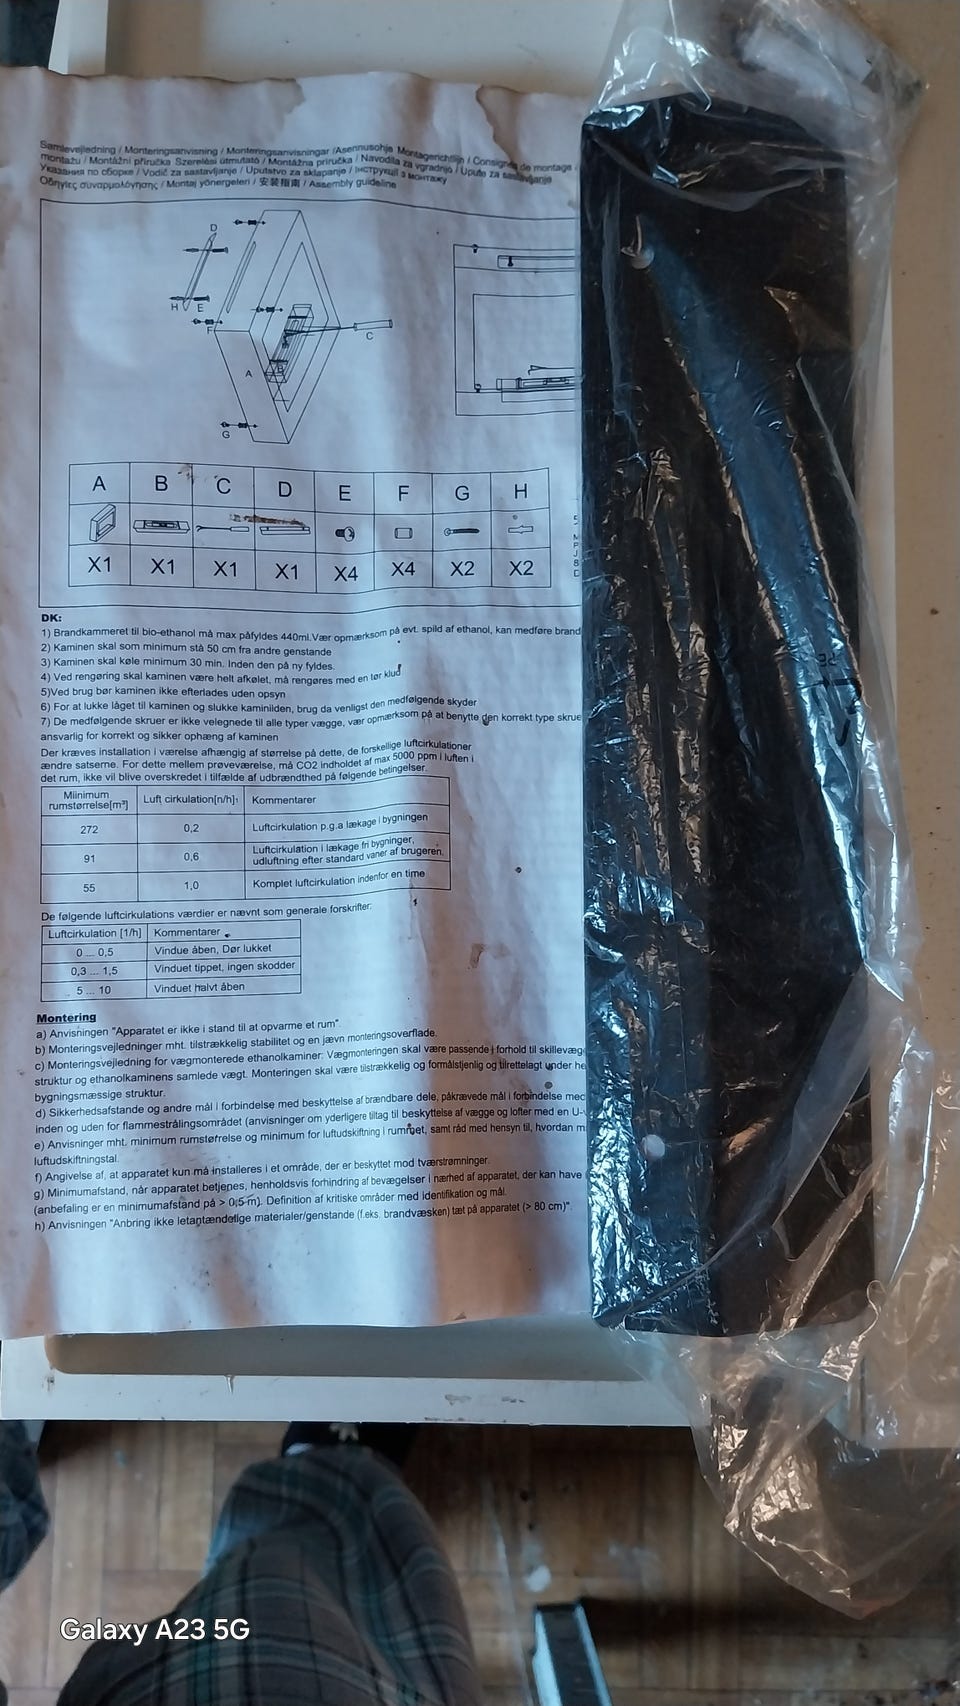 Samlevejledning / Monteringsanvisning / Monteringsanvisningar /Asennusohje Montagerichtlijn / Consignes de montage
montażu / Montážní příručka Szerelési útmutató / Montážna príručka / Navodila za vgradnjo / Upute za sastavljanje
Указания по сборке / Vodič za sastavljanje / Uputstvo za sklapanje / Інструкції з монтажу
Οδηγίες συναρμολόγησης / Montaj yönergeleri / 安装指南 / Assembly guideline
D
H E
F
C
A
B
G
A B C D E F G H
X1 X1 X1 X1 X4 X4 X2 X2
DK:
1) Brandkammeret til bio-ethanol må max påfyldes 440ml.Vær opmærksom på evt. spild af ethanol, kan medføre brand
2) Kaminen skal som minimum stå 50 cm fra andre genstande
3) Kaminen skal køle minimum 30 min. Inden den på ny fyldes.
4) Ved rengøring skal kaminen være helt afkølet, må rengøres med en tør klud
5)Ved brug bør kaminen ikke efterlades uden opsyn
6) For at lukke låget til kaminen og slukke kaminilden, brug da venligst den medfølgende skyder
7) De medfølgende skruer er ikke velegnede til alle typer vægge, vær opmærksom på at benytte den korrekt type skrue
ansvarlig for korrekt og sikker ophæng af kaminen
Der kræves installation i værelse afhængig af størrelse på dette, de forskellige luftcirkulationer
ændre satserne. For dette mellem prøveværelse, må CO2 indholdet af max 5000 ppm i luften i
det rum, ikke vil blive overskredet i tilfælde af udbrændthed på følgende betingelser.
Miinimum rumstørrelse[m³] Luft cirkulation[n/h] Kommentarer
272 0,2 Luftcirkulation p.g.a lækage i bygningen
91 0,6 Luftcirkulation i lækage fri bygninger, udluftning efter standard vaner af brugeren.
55 1,0 Komplet luftcirkulation indenfor en time
De følgende luftcirkulations værdier er nævnt som generale forskrifter:
Luftcirkulation [1/h] Kommentarer
0 ... 0,5 Vindue åben, Dør lukket
0,3 ... 1,5 Vinduet tippet, ingen skodder
5 ... 10 Vinduet halvt åben
Montering
a) Anvisningen "Apparatet er ikke i stand til at opvarme et rum".
b) Monteringsvejledninger mht. tilstrækkelig stabilitet og en jævn monteringsoverflade.
c) Monteringsvejledning for vægmonterede ethanolkaminer: Vægmonteringen skal være passende i forhold til skillevæg
struktur og ethanolkaminens samlede vægt. Monteringen skal være tilstrækkelig og formålstjenlig og tilrettelagt under he
bygningsmæssige struktur.
d) Sikkerhedsafstande og andre mål i forbindelse med beskyttelse af brændbare dele, påkrævede mål i forbindelse med
inden og uden for flammestrålingsområdet (anvisninger om yderligere tiltag til beskyttelse af vægge og lofter med en U-
e) Anvisninger mht. minimum rumstørrelse og minimum for luftudskiftning i rummet, samt råd med hensyn til, hvordan m
luftudskiftningstal.
f) Angivelse af, at apparatet kun må installeres i et område, der er beskyttet mod tværstrømninger.
g) Minimumafstand, når apparatet betjenes, henholdsvis forhindring af bevægelser i nærhed af apparatet, der kan have
(anbefaling er en minimumafstand på > 0,5 m). Definition af kritiske områder med identifikation og mål.
h) Anvisningen "Anbring ikke letantændelige materialer/genstande (f.eks. brandvæsken) tæt på apparatet (> 80 cm)".
Galaxy A23 5G